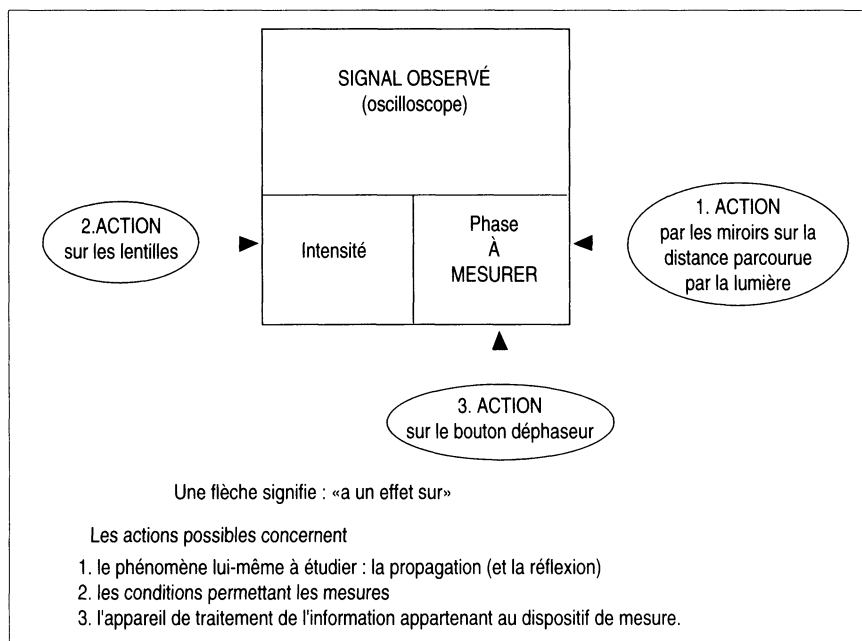 SIGNAL OBSERVÉ
(oscilloscope)
2.ACTION
sur les lentilles
Intensité
Phase
À
MESURER
1. ACTION
par les miroirs sur la
distance parcourue
par la lumière
3. ACTION
sur le bouton déphaseur
Une flèche signifie : «a un effet sur»
Les actions possibles concernent
1. le phénomène lui-même à étudier : la propagation (et la réflexion)
2. les conditions permettant les mesures
3. l'appareil de traitement de l'information appartenant au dispositif de mesure.